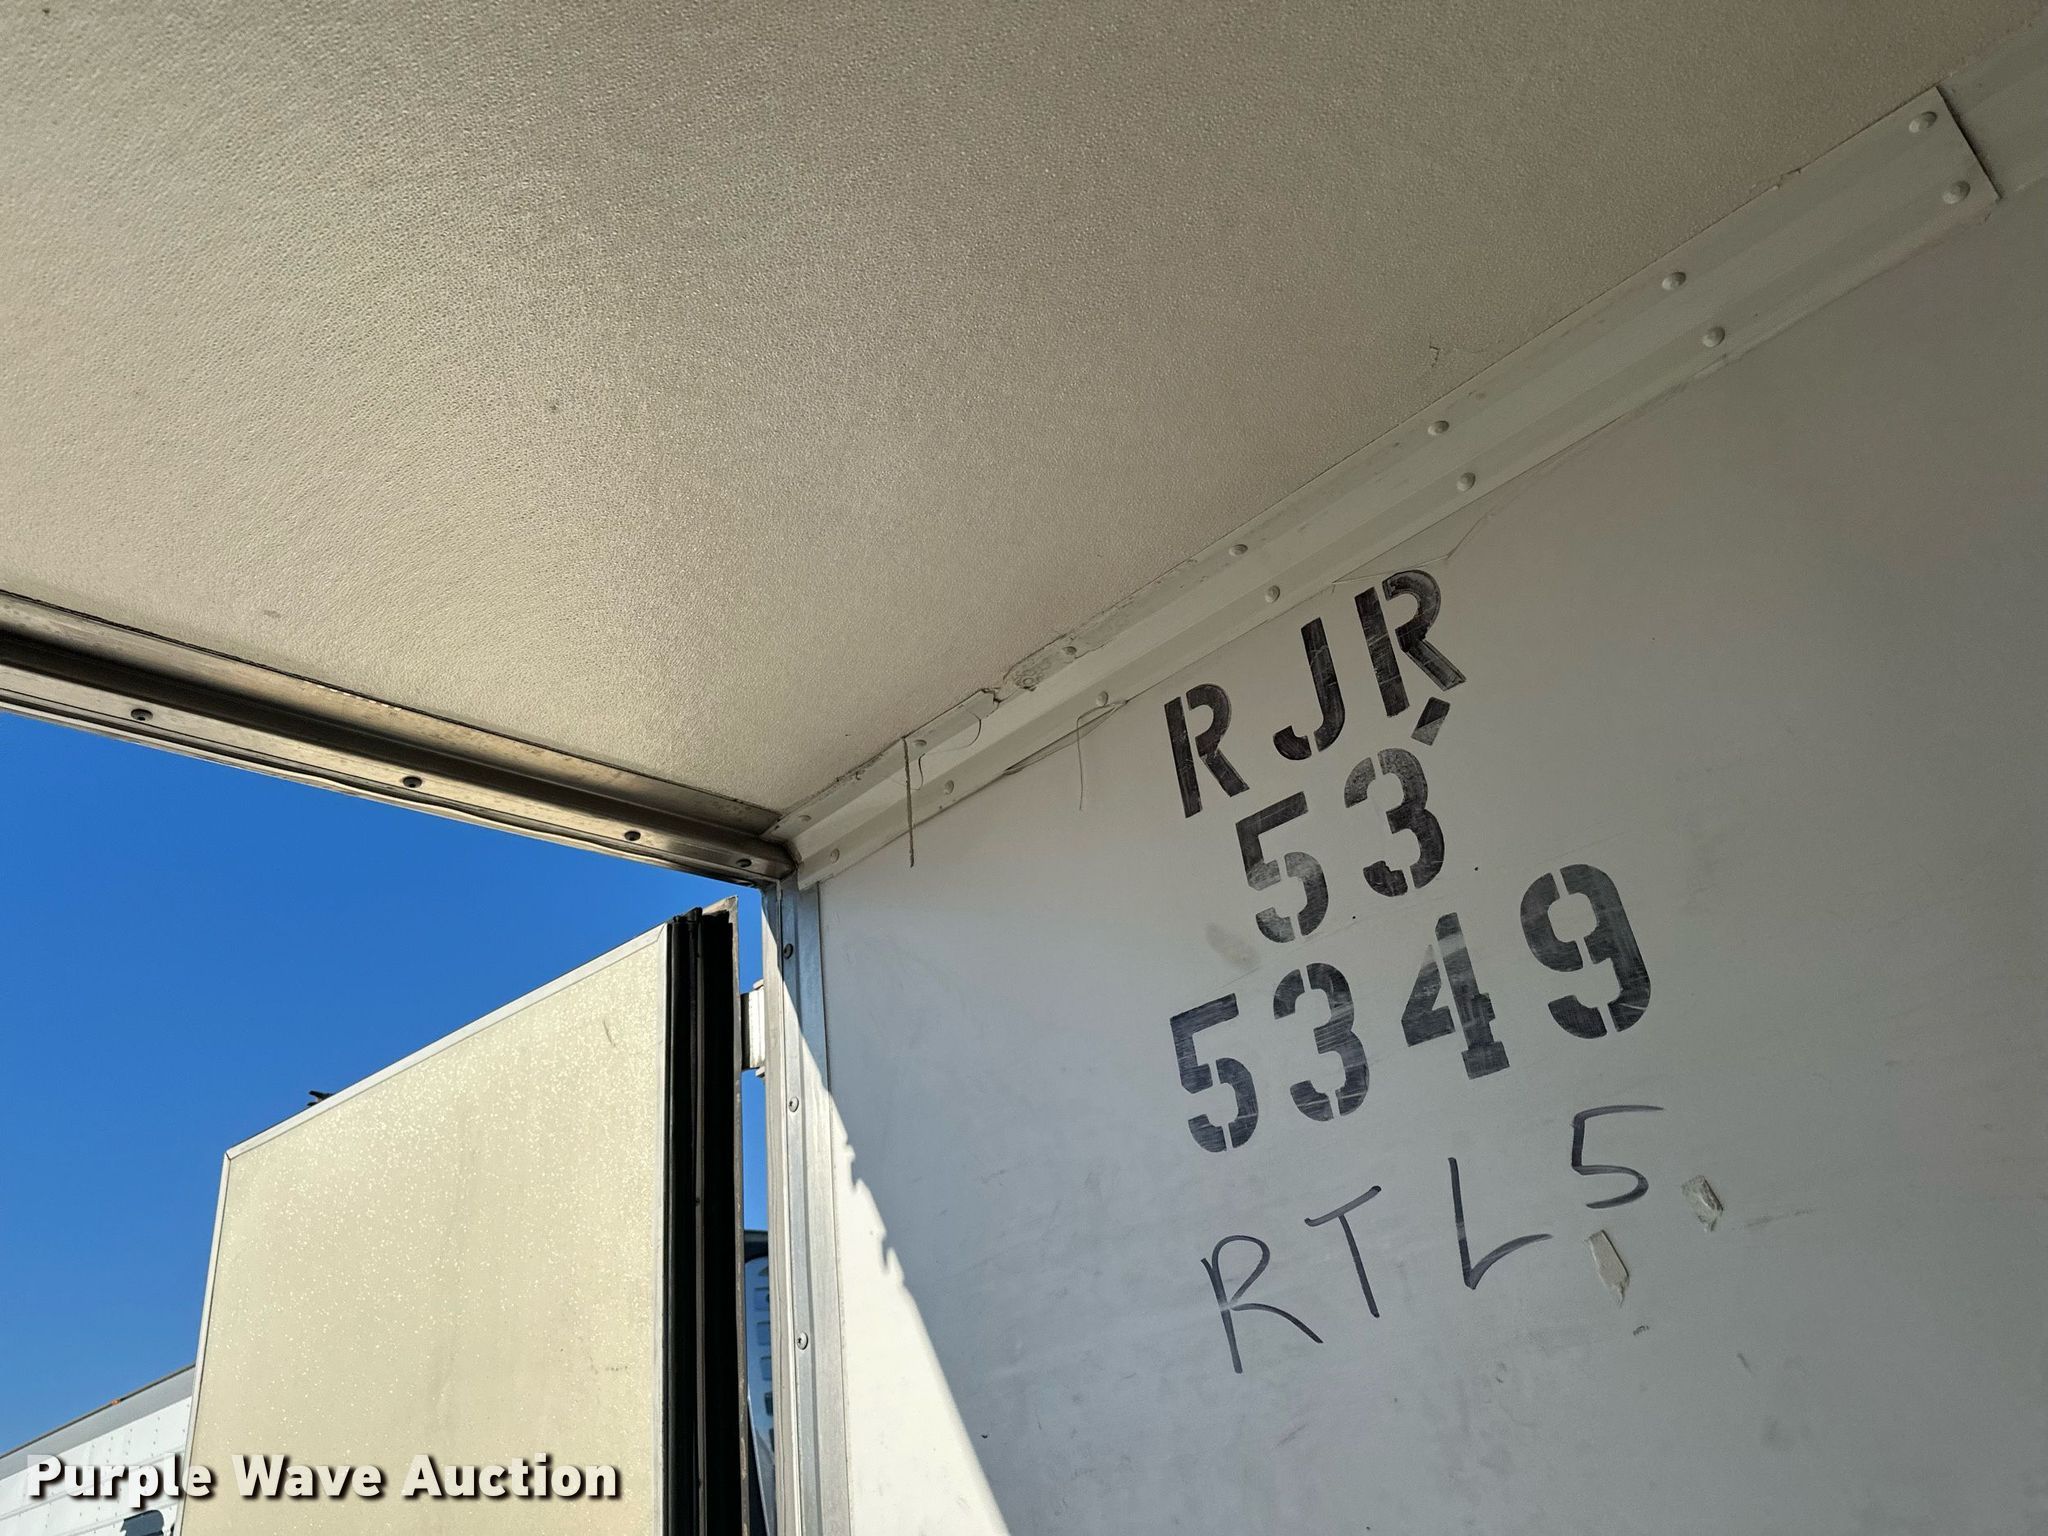 RJR
53'
5349
RTL5
Purple Wave Auction